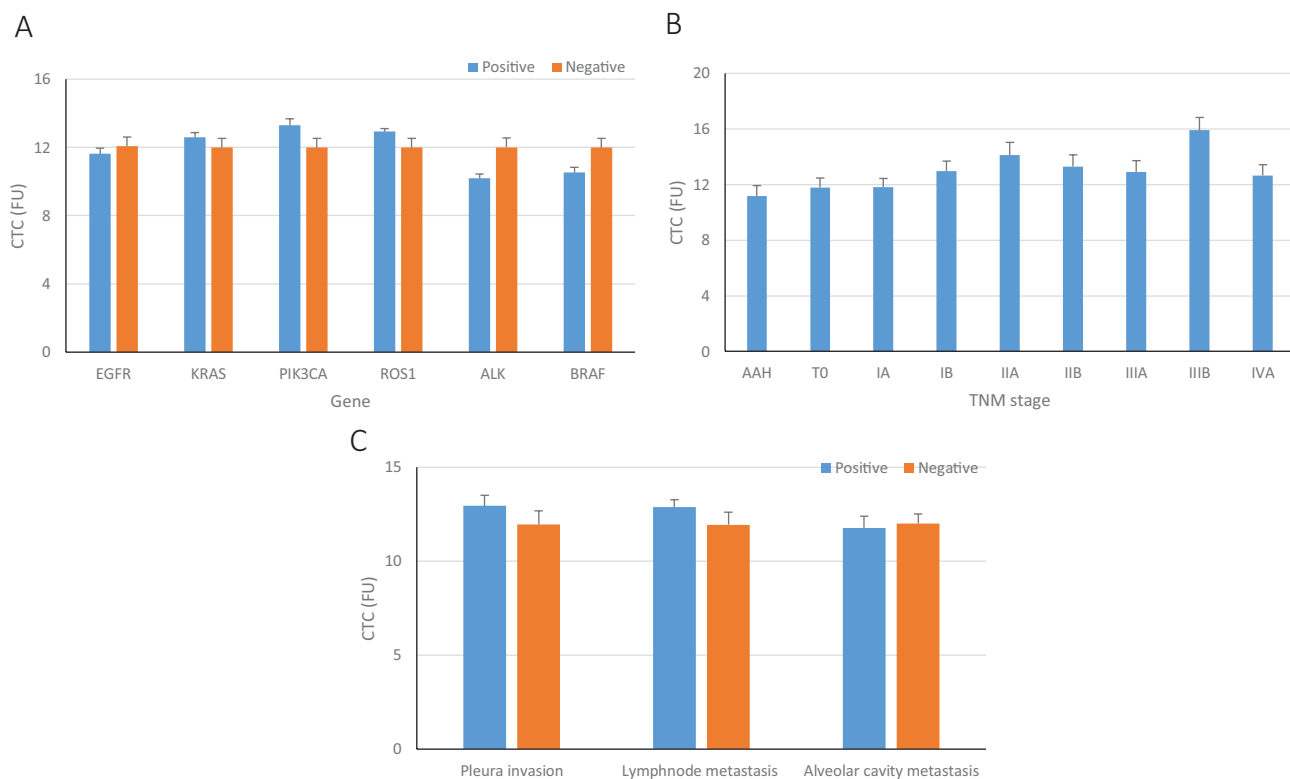 A
Positive Negative
16
12
8
4
0
CTC (FU)
EGFR KRAS PIK3CA ROS1 ALK BRAF
Gene
B
20
16
12
8
4
0
CTC (FU)
AAH T0 IA IB IIA IIB IIIA IIIB IVA
TNM stage
C
Positive Negative
15
10
5
0
CTC (FU)
Pleura invasion Lymphnode metastasis Alveolar cavity metastasis